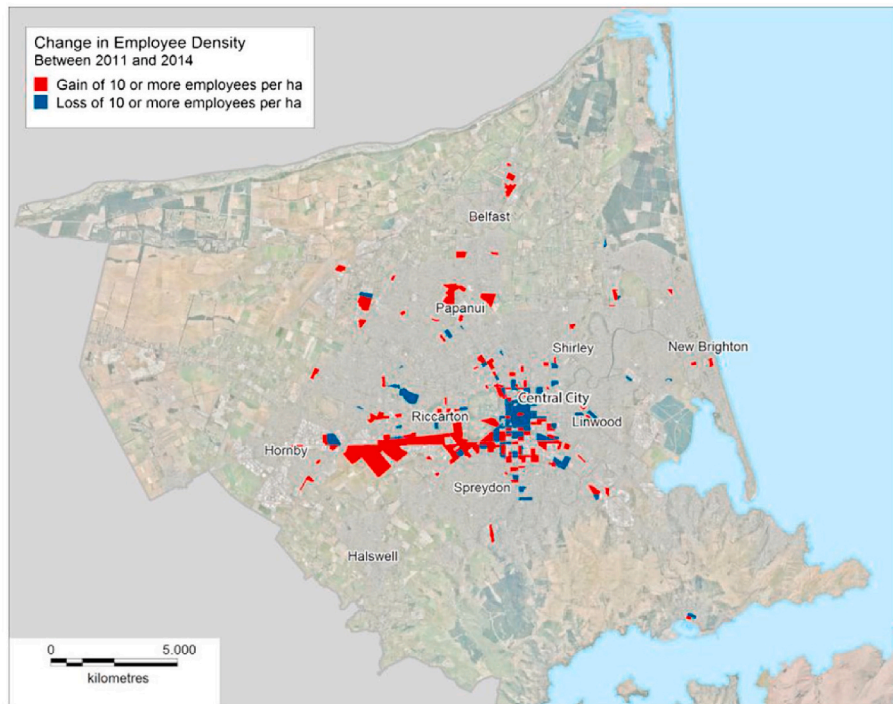 Change in Employee Density
Between 2011 and 2014
Gain of 10 or more employees per ha
Loss of 10 or more employees per ha
Belfast
Papanui
Shirley
New Brighton
Central City
Riccarton
Linwood
Hornby
Spreydon
Halswell
0 5.000
kilometres